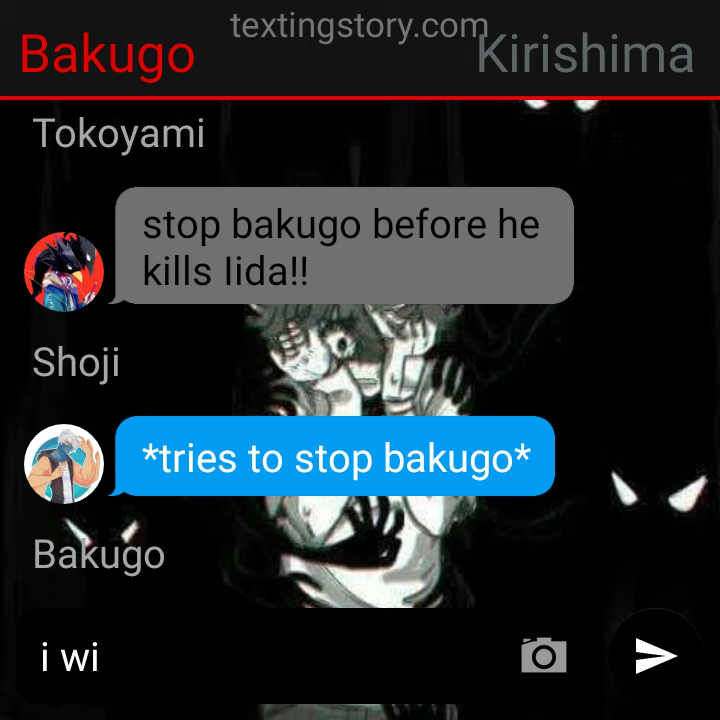 textingstory.com
Bakugo
Kirishima
Tokoyami
stop bakugo before he
kills Iida!!
Shoji
*tries to stop bakugo*
Bakugo
i wi